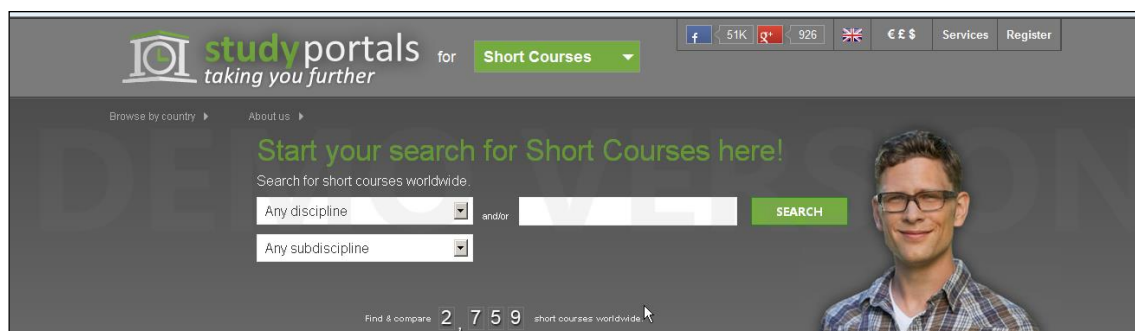 studyportals
taking you further
for
Short Courses
f 51K g+ 926
€ £ $
Services
Register
Browse by country
About us
DEMO VERSION
Start your search for Short Courses here!
Search for short courses worldwide.
Any discipline
and/or
SEARCH
Any subdiscipline
Find & compare 2,759 short courses worldwide.